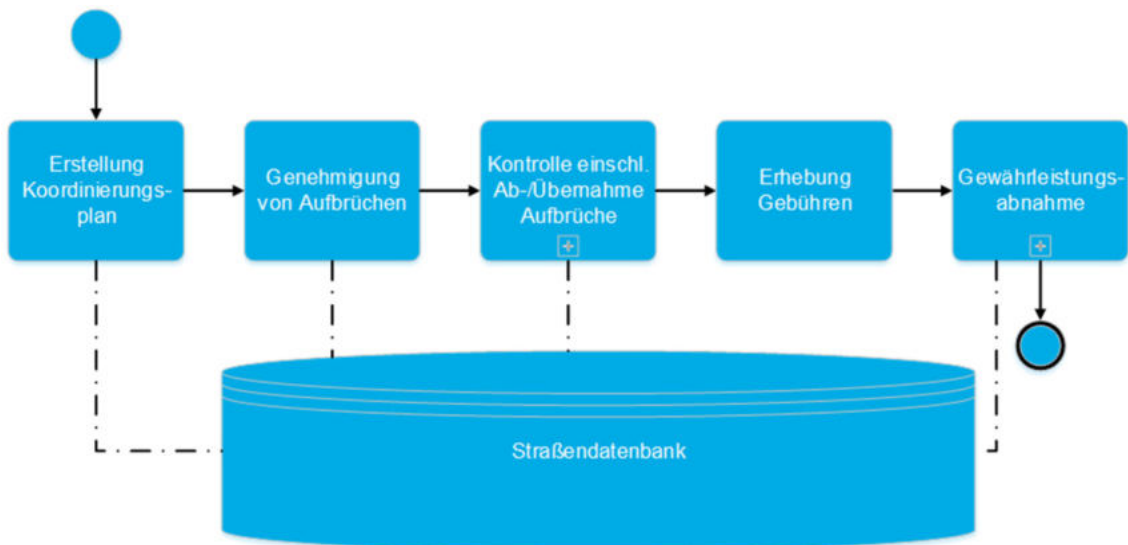 Erstellung
Koordinierungs-
plan
Genehmigung
von Aufbrüchen
Kontrolle einschl.
Ab-/Übernahme
Aufbrüche
Erhebung
Gebühren
Gewährleistungs-
abnahme
Straßendatenbank